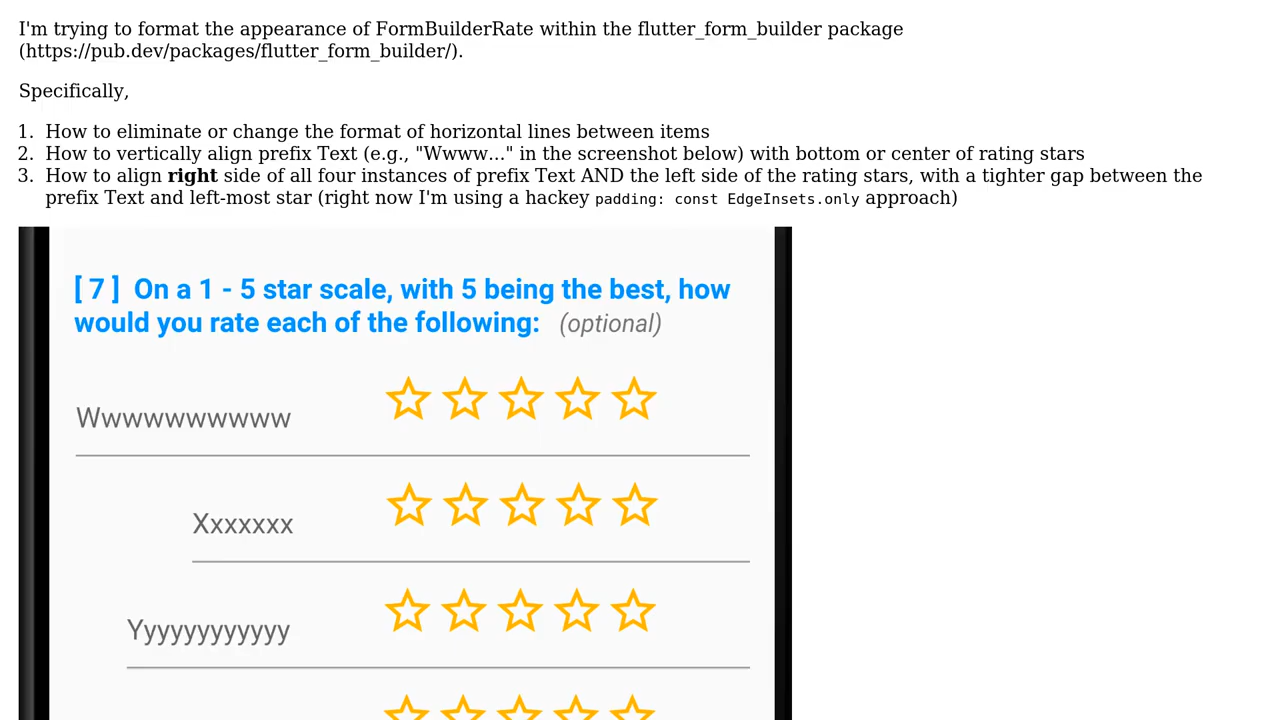 I'm trying to format the appearance of FormBuilderRate within the flutter_form_builder package
(https://pub.dev/packages/flutter_form_builder/).
Specifically,
1. How to eliminate or change the format of horizontal lines between items
2. How to vertically align prefix Text (e.g., "Wwww..." in the screenshot below) with bottom or center of rating stars
3. How to align right side of all four instances of prefix Text AND the left side of the rating stars, with a tighter gap between the
prefix Text and left-most star (right now I'm using a hackey padding: const EdgeInsets.only approach)
[ 7 ] On a 1 - 5 star scale, with 5 being the best, how
would you rate each of the following: (optional)
Wwwwwwwwww
Xxxxxxx
Yyyyyyyyyyy